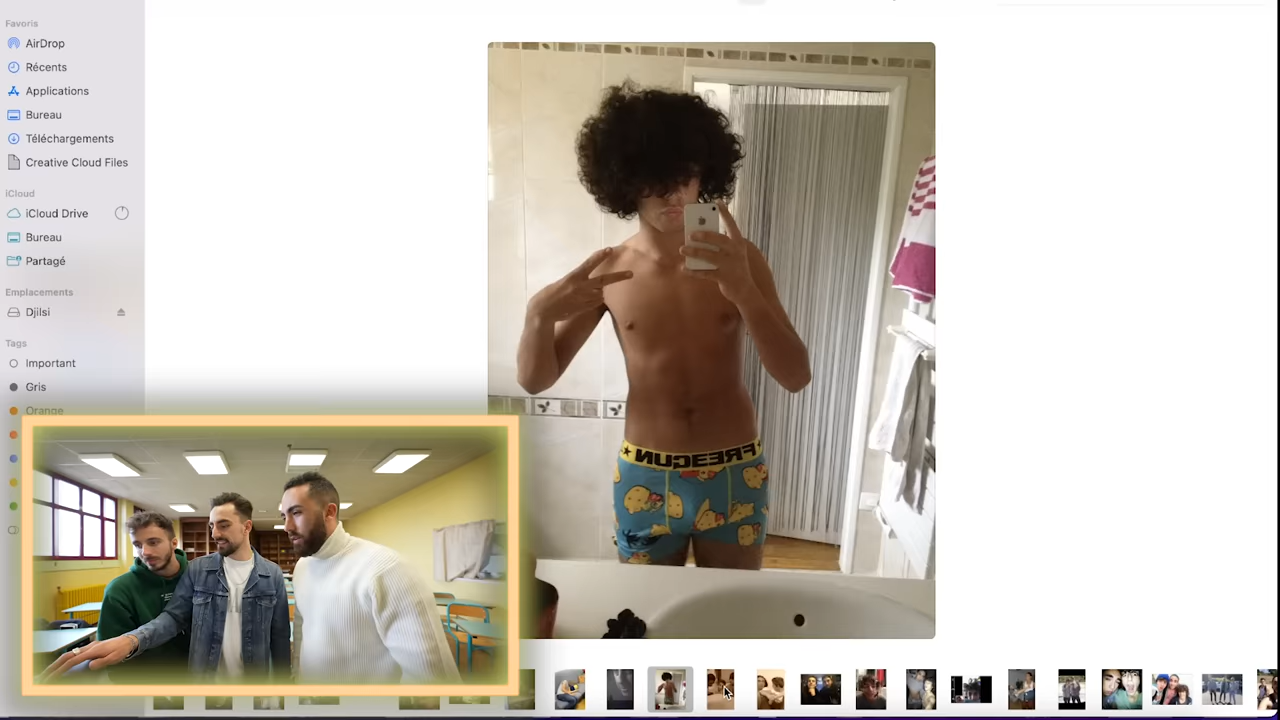 Favoris
AirDrop
Récents
Applications
Bureau
Téléchargements
Creative Cloud Files
iCloud
iCloud Drive
Bureau
Partagé
Emplacements
Djilsi
Tags
Important
Gris
Orange
FREEGUN